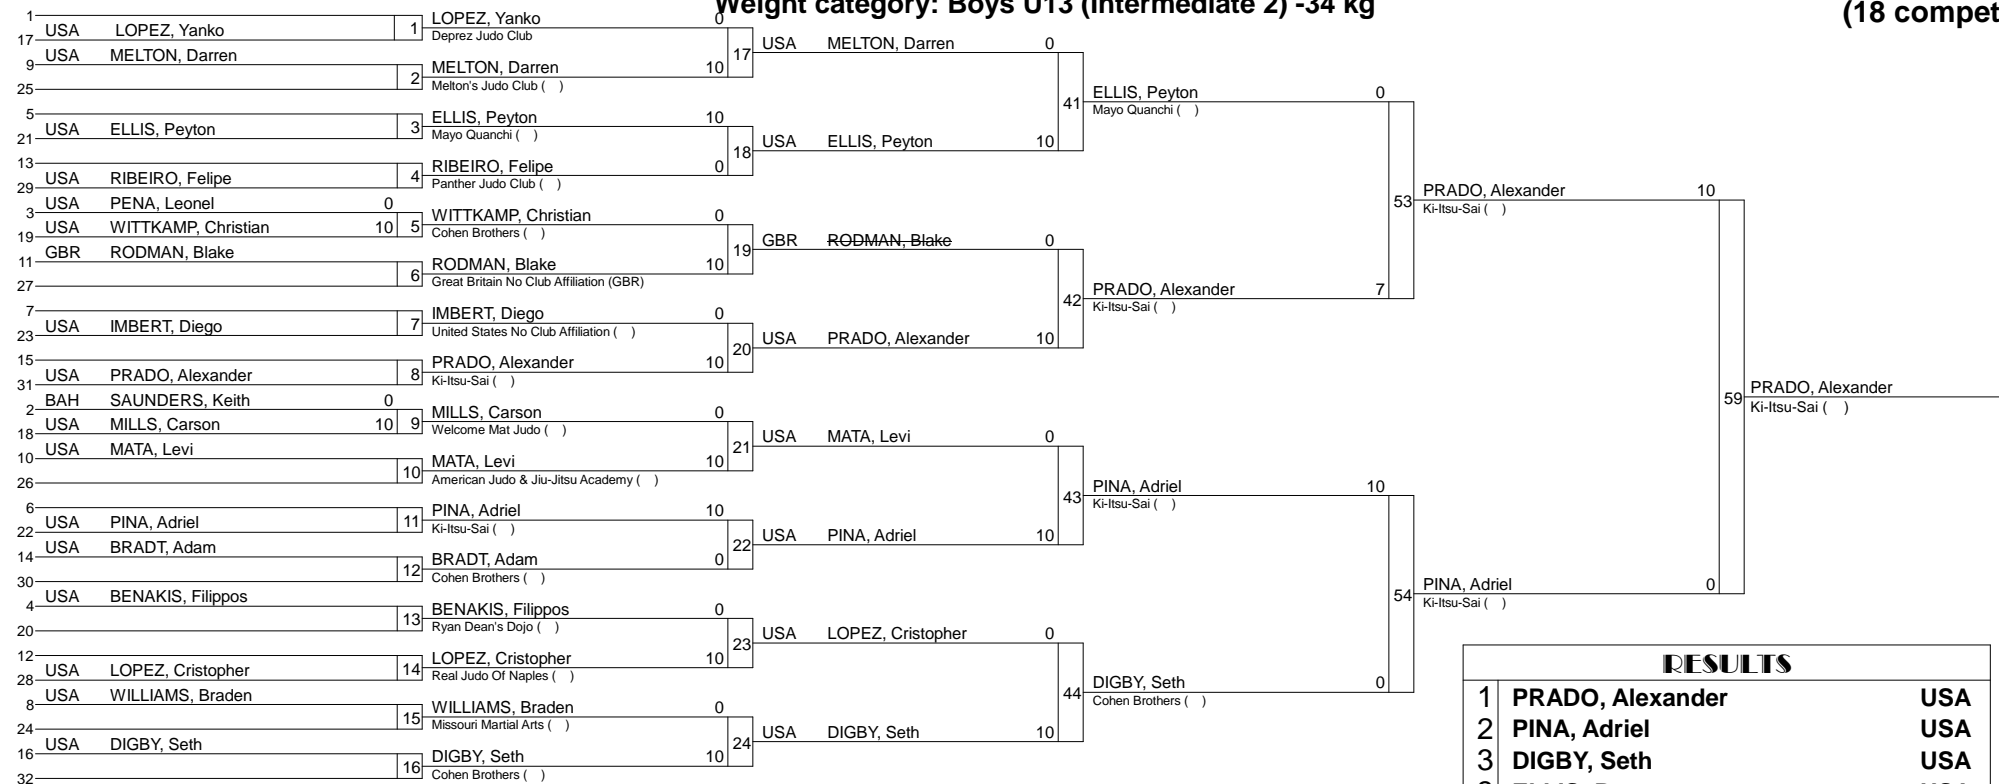 Weight category: Boys U13 (Intermediate 2) -34 kg
(18 compet
1
17 USA LOPEZ, Yanko 1
9 USA MELTON, Darren
25 2
5
21 USA ELLIS, Peyton 3
13
29 USA RIBEIRO, Felipe 4
3 USA PENA, Leonel 0
19 USA WITTKAMP, Christian 10 5
11 GBR RODMAN, Blake
27 6
7
23 USA IMBERT, Diego 7
15
31 USA PRADO, Alexander 8
2 BAH SAUNDERS, Keith 0
18 USA MILLS, Carson 10 9
10 USA MATA, Levi
26 10
6
22 USA PINA, Adriel 11
14 USA BRADT, Adam
30 12
4 USA BENAKIS, Filippos
20 13
12
28 USA LOPEZ, Cristopher 14
8 USA WILLIAMS, Braden
24 15
16 USA DIGBY, Seth
32 16
LOPEZ, Yanko 0
Deprez Judo Club
17
MELTON, Darren 10
Melton's Judo Club ( )
ELLIS, Peyton 10
Mayo Quanchi ( )
18
RIBEIRO, Felipe 0
Panther Judo Club ( )
WITTKAMP, Christian 0
Cohen Brothers ( )
19
RODMAN, Blake 10
Great Britain No Club Affiliation (GBR)
IMBERT, Diego 0
United States No Club Affiliation ( )
20
PRADO, Alexander 10
Ki-Itsu-Sai ( )
MILLS, Carson 0
Welcome Mat Judo ( )
21
MATA, Levi 10
American Judo & Jiu-Jitsu Academy ( )
PINA, Adriel 10
Ki-Itsu-Sai ( )
22
BRADT, Adam 0
Cohen Brothers ( )
BENAKIS, Filippos 0
Ryan Dean's Dojo ( )
23
LOPEZ, Cristopher 10
Real Judo Of Naples ( )
WILLIAMS, Braden 0
Missouri Martial Arts ( )
24
DIGBY, Seth 10
Cohen Brothers ( )
USA MELTON, Darren 0
41
USA ELLIS, Peyton 10
GBR RODMAN, Blake 0
42
USA PRADO, Alexander 10
USA MATA, Levi 0
43
USA PINA, Adriel 10
USA LOPEZ, Cristopher 0
44
USA DIGBY, Seth 10
ELLIS, Peyton 0
Mayo Quanchi ( )
53
PRADO, Alexander 7
Ki-Itsu-Sai ( )
PINA, Adriel 10
Ki-Itsu-Sai ( )
54
DIGBY, Seth 0
Cohen Brothers ( )
PRADO, Alexander 10
Ki-Itsu-Sai ( )
59
PINA, Adriel 0
Ki-Itsu-Sai ( )
PRADO, Alexander
Ki-Itsu-Sai ( )
RESULTS
1 PRADO, Alexander USA
2 PINA, Adriel USA
3 DIGBY, Seth USA